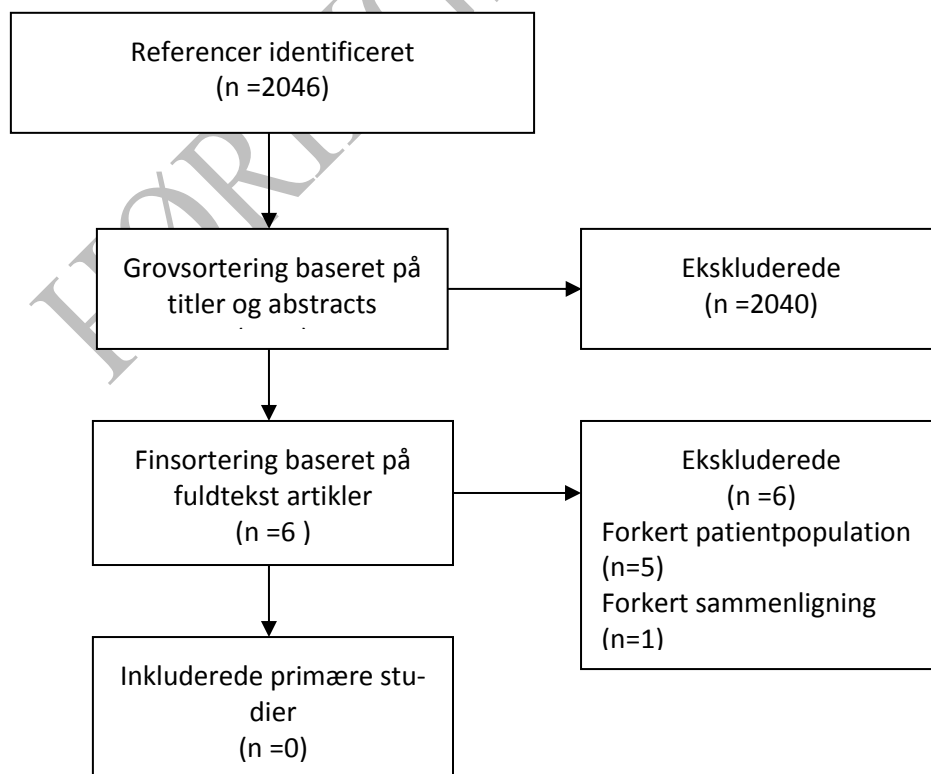 Referencer identificeret
(n =2046)
Grovsortering baseret på
titler og abstracts
Ekskluderede
(n =2040)
Finsortering baseret på
fuldtekst artikler
(n =6 )
Ekskluderede
(n =6)
Forkert patientpopulation
(n=5)
Forkert sammenligning
(n=1)
Inkluderede primære stu-
dier
(n =0)